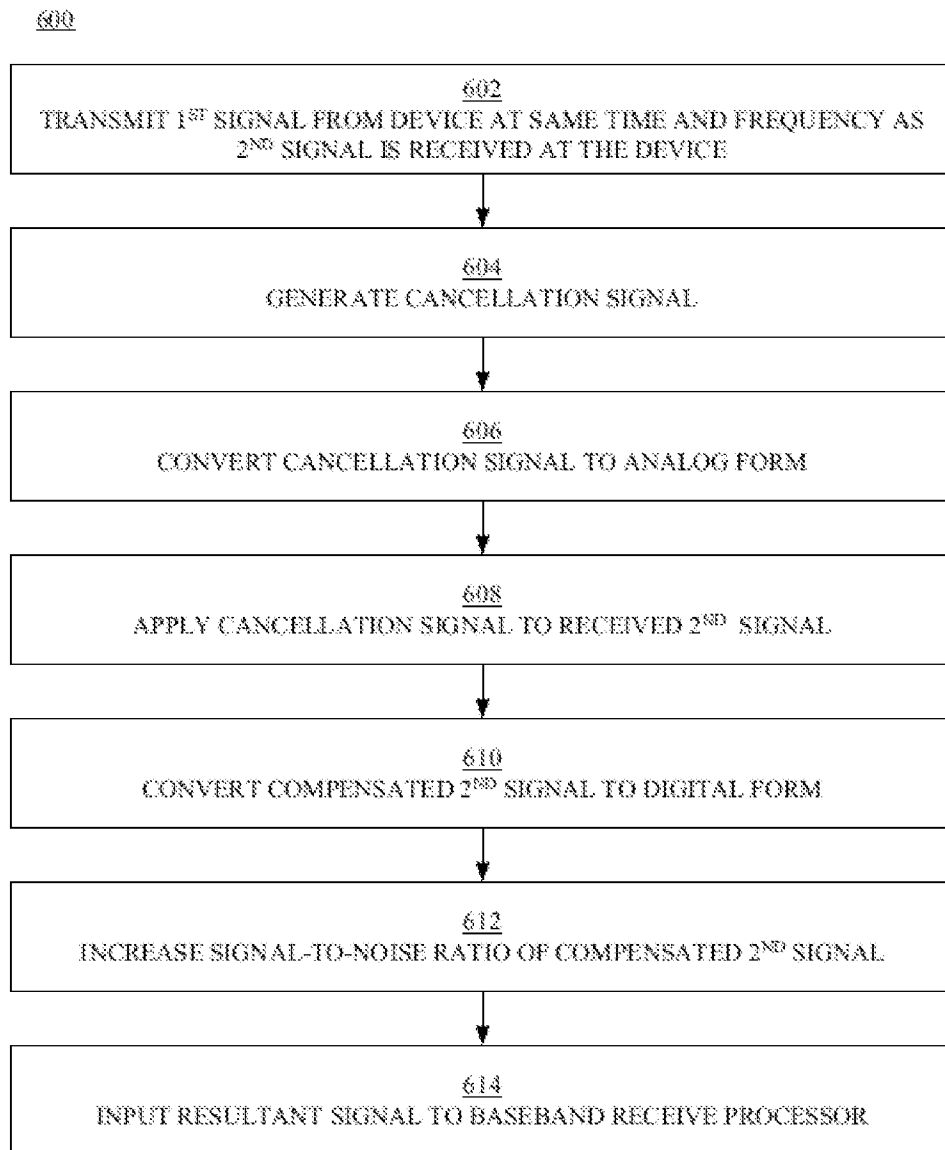 600
602
TRANSMIT 1ST SIGNAL FROM DEVICE AT SAME TIME AND FREQUENCY AS
2ND SIGNAL IS RECEIVED AT THE DEVICE
604
GENERATE CANCELLATION SIGNAL
606
CONVERT CANCELLATION SIGNAL TO ANALOG FORM
608
APPLY CANCELLATION SIGNAL TO RECEIVED 2ND SIGNAL
610
CONVERT COMPENSATED 2ND SIGNAL TO DIGITAL FORM
612
INCREASE SIGNAL-TO-NOISE RATIO OF COMPENSATED 2ND SIGNAL
614
INPUT RESULTANT SIGNAL TO BASEBAND RECEIVE PROCESSOR